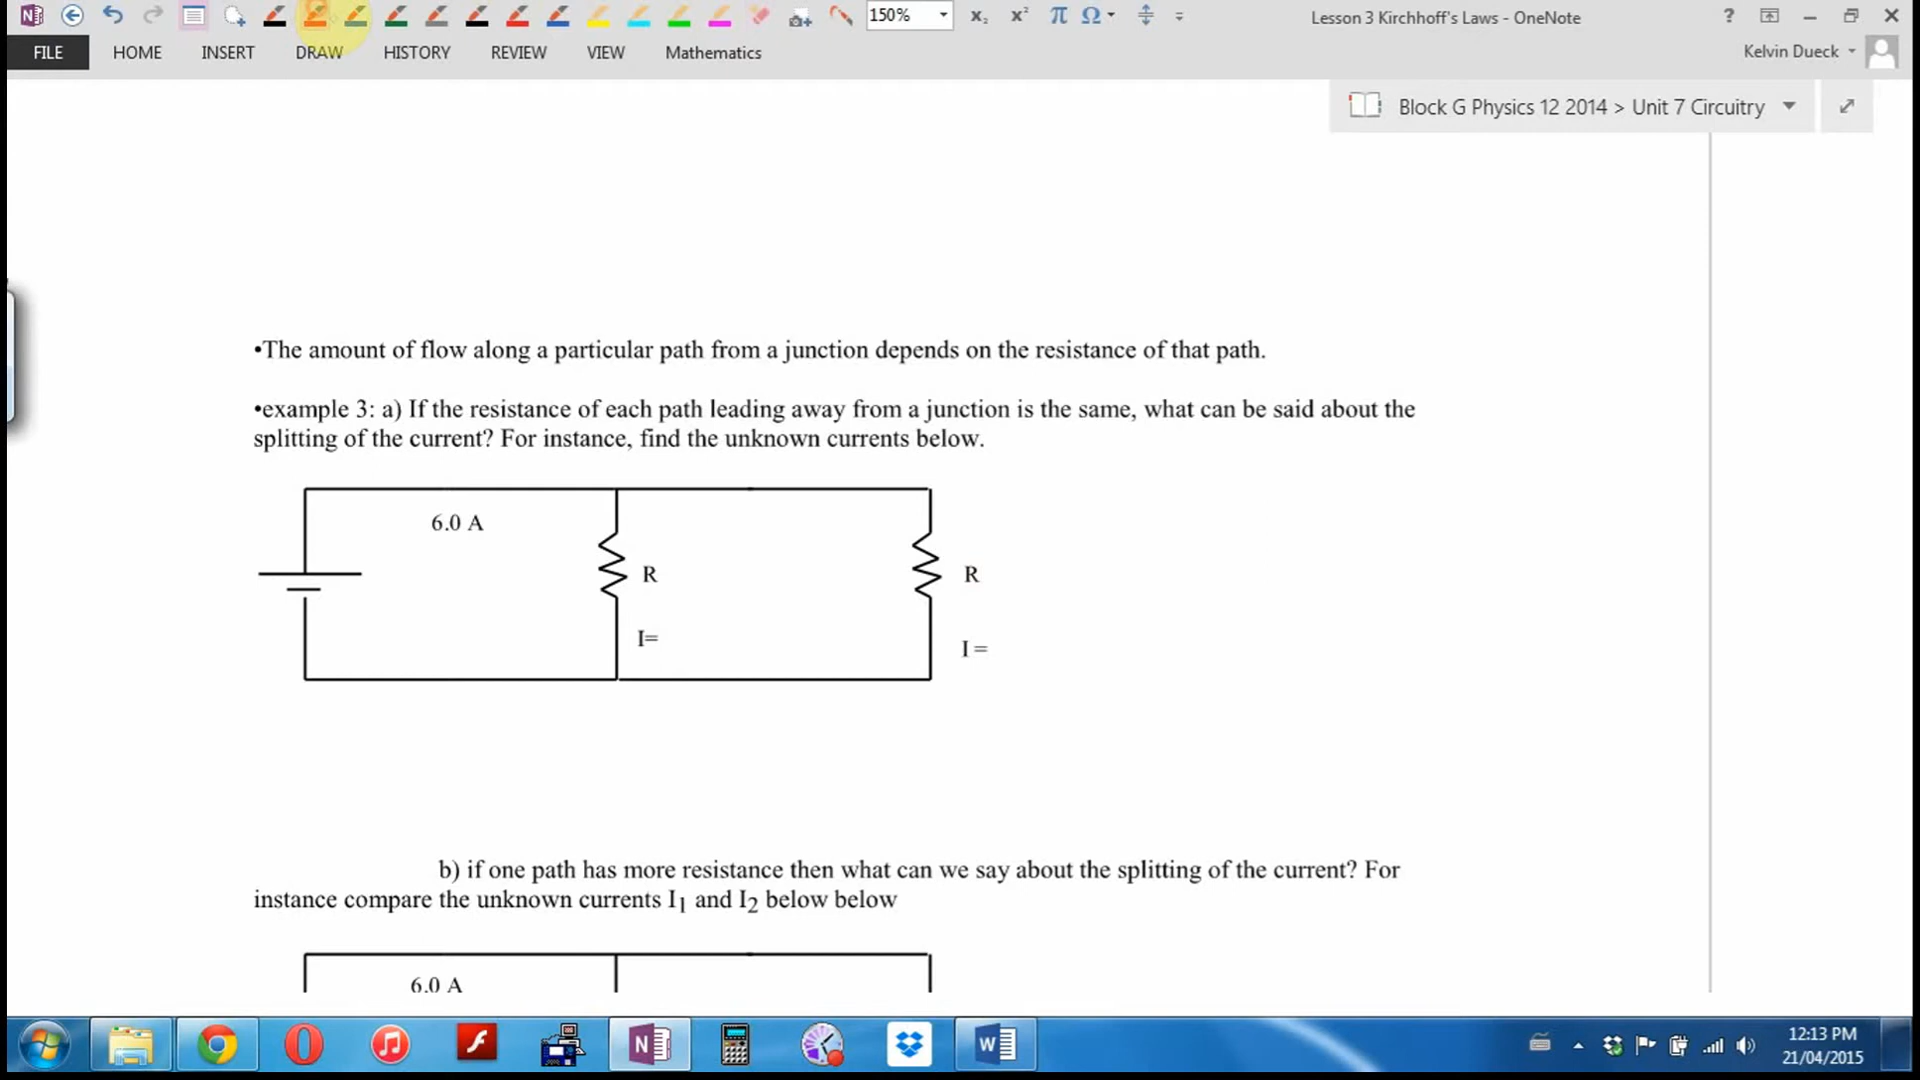 150%
x₂ x² π Ω
Lesson 3 Kirchhoff's Laws - OneNote
?
FILE HOME INSERT DRAW HISTORY REVIEW VIEW Mathematics
Kelvin Dueck
Block G Physics 12 2014 > Unit 7 Circuitry
•The amount of flow along a particular path from a junction depends on the resistance of that path.
•example 3: a) If the resistance of each path leading away from a junction is the same, what can be said about the
splitting of the current? For instance, find the unknown currents below.
6.0 A
R
R
I=
I =
b) if one path has more resistance then what can we say about the splitting of the current? For
instance compare the unknown currents I₁ and I₂ below below
6.0 A
N
W
12:13 PM
21/04/2015